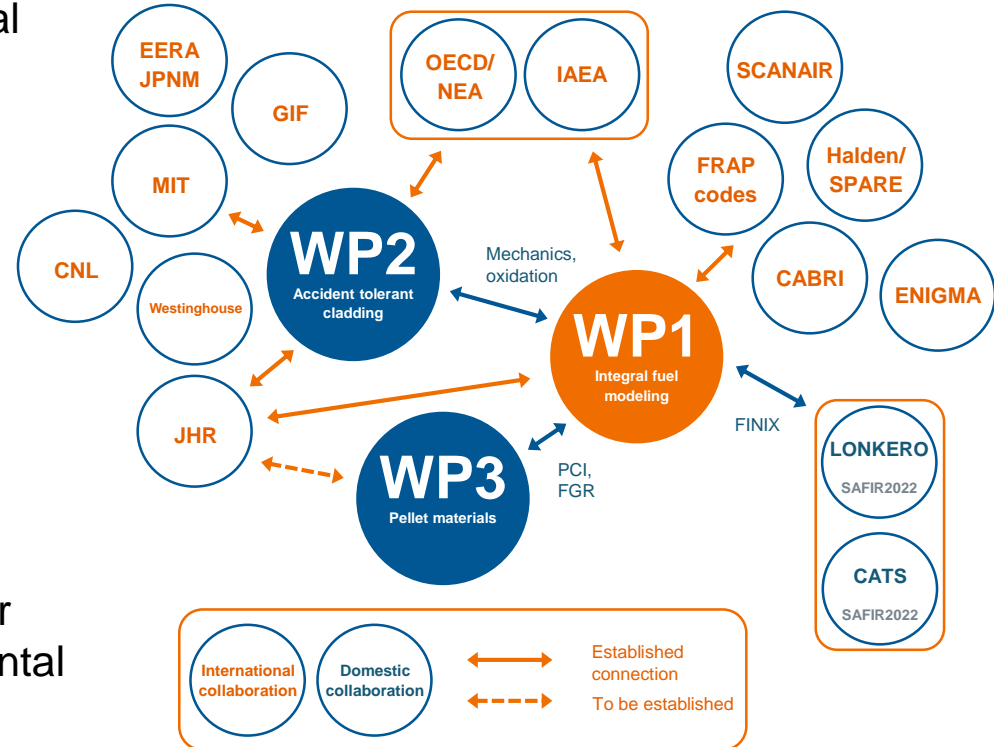 al
EERA
JPNM
GIF
OECD/
NEA
IAEA
SCANAIR
MIT
FRAP
codes
Halden/
SPARE
CNL
Westinghouse
WP2
Accident tolerant
cladding
Mechanics,
oxidation
CABRI
ENIGMA
WP1
Integral fuel
modeling
JHR
FINIX
WP3
Pellet materials
PCI,
FGR
LONKERO
SAFIR2022
CATS
SAFIR2022
r
ntal
International
collaboration
Domestic
collaboration
Established
connection
To be established